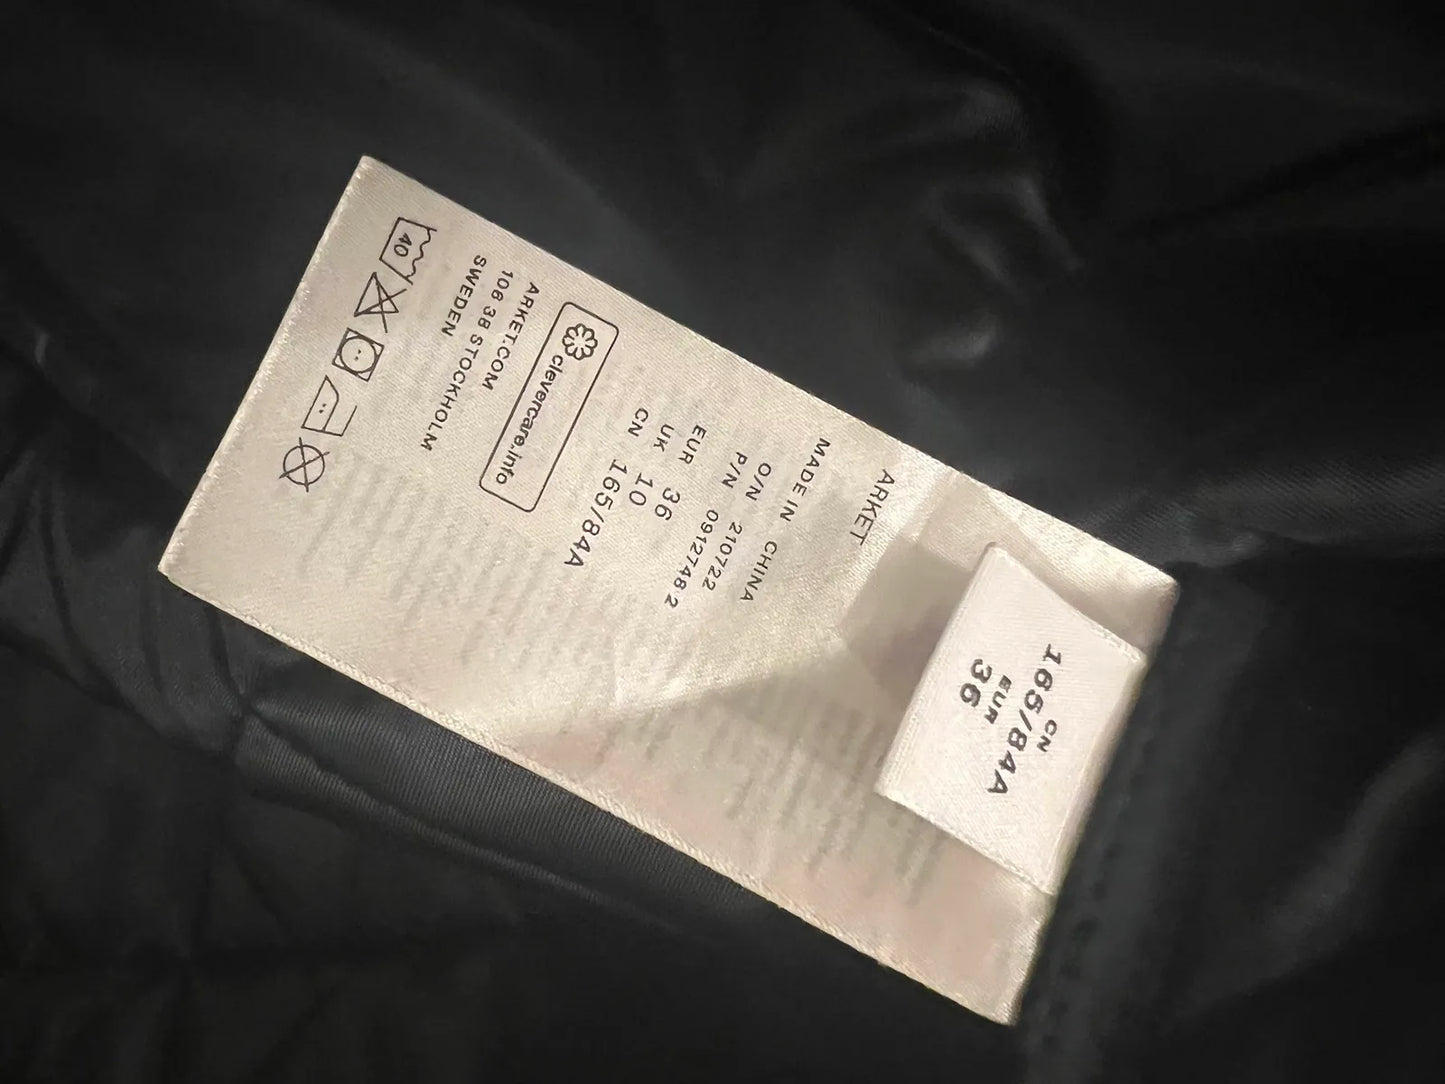 ARKET
MADE IN CHINA
O/N 210722
P/N 0912748 2
EUR 36
UK 10
CN 165/84A
clevercare.info
ARKET.COM
106 38 STOCKHOLM
SWEDEN
40
CN
165/84A
EUR
36